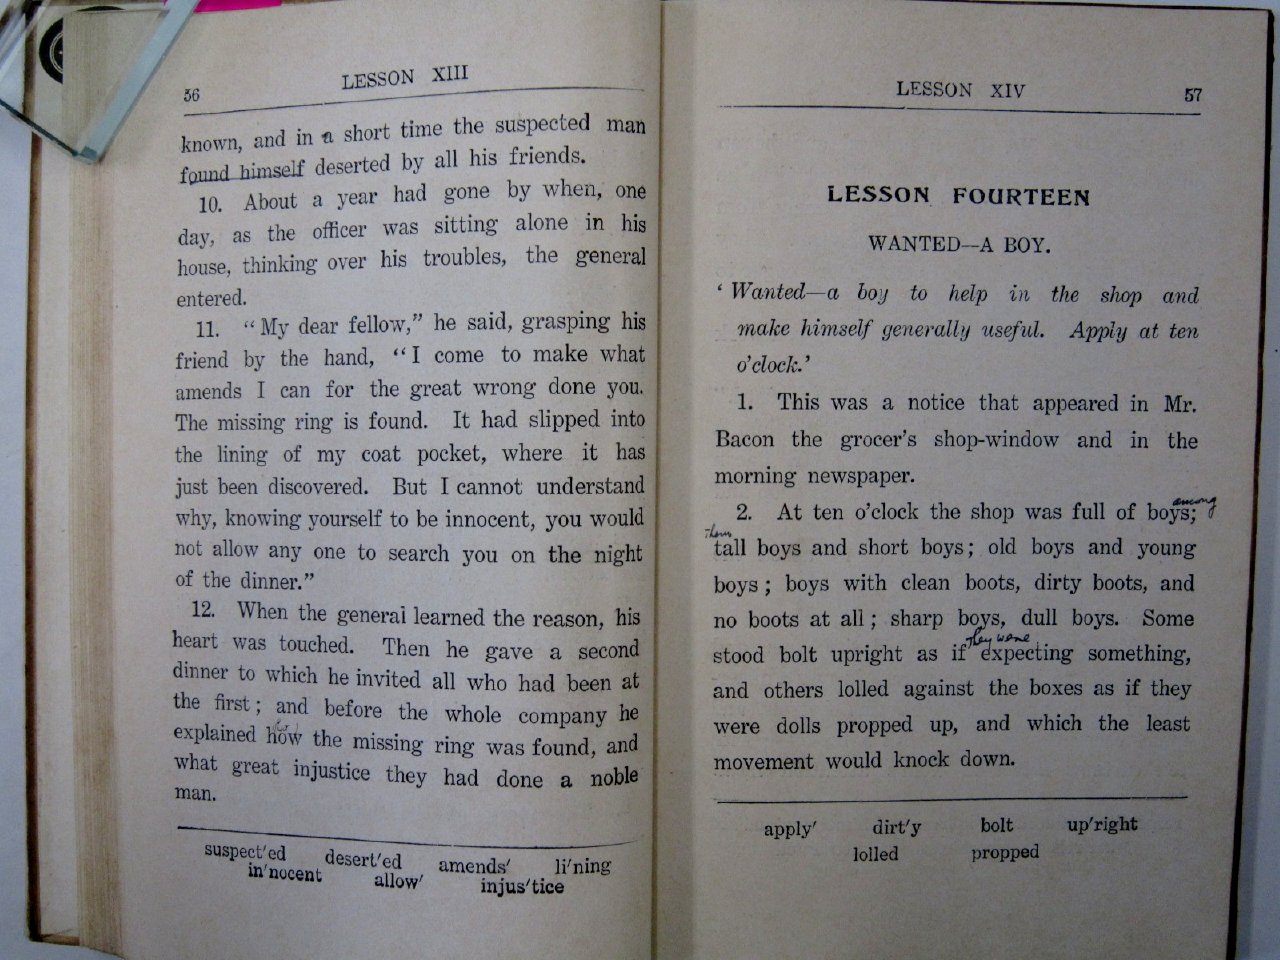 56
LESSON XIII
known, and in a short time the suspected man
found himself deserted by all his friends.
10. About a year had gone by when, one
day, as the officer was sitting alone in his
house, thinking over his troubles, the general
entered.
11. “My dear fellow,” he said, grasping his
friend by the hand, “I come to make what
amends I can for the great wrong done you.
The missing ring is found. It had slipped into
the lining of my coat pocket, where it has
just been discovered. But I cannot understand
why, knowing yourself to be innocent, you would
not allow any one to search you on the night
of the dinner.”
12. When the general learned the reason, his
heart was touched. Then he gave a second
dinner to which he invited all who had been at
the first; and before the whole company he
explained how the missing ring was found, and
what great injustice they had done a noble
man.
suspect′ed desert′ed amends′ li′ning
in′nocent allow′ injus′tice
LESSON XIV
57
LESSON FOURTEEN
WANTED—A BOY.
‘Wanted—a boy to help in the shop and
make himself generally useful. Apply at ten
o’clock.’
1. This was a notice that appeared in Mr.
Bacon the grocer’s shop-window and in the
morning newspaper.
among
2. At ten o’clock the shop was full of boys;
them
tall boys and short boys; old boys and young
boys; boys with clean boots, dirty boots, and
no boots at all; sharp boys, dull boys. Some
they were
stood bolt upright as if expecting something,
and others lolled against the boxes as if they
were dolls propped up, and which the least
movement would knock down.
apply′ dirt′y bolt up′right
lolled propped